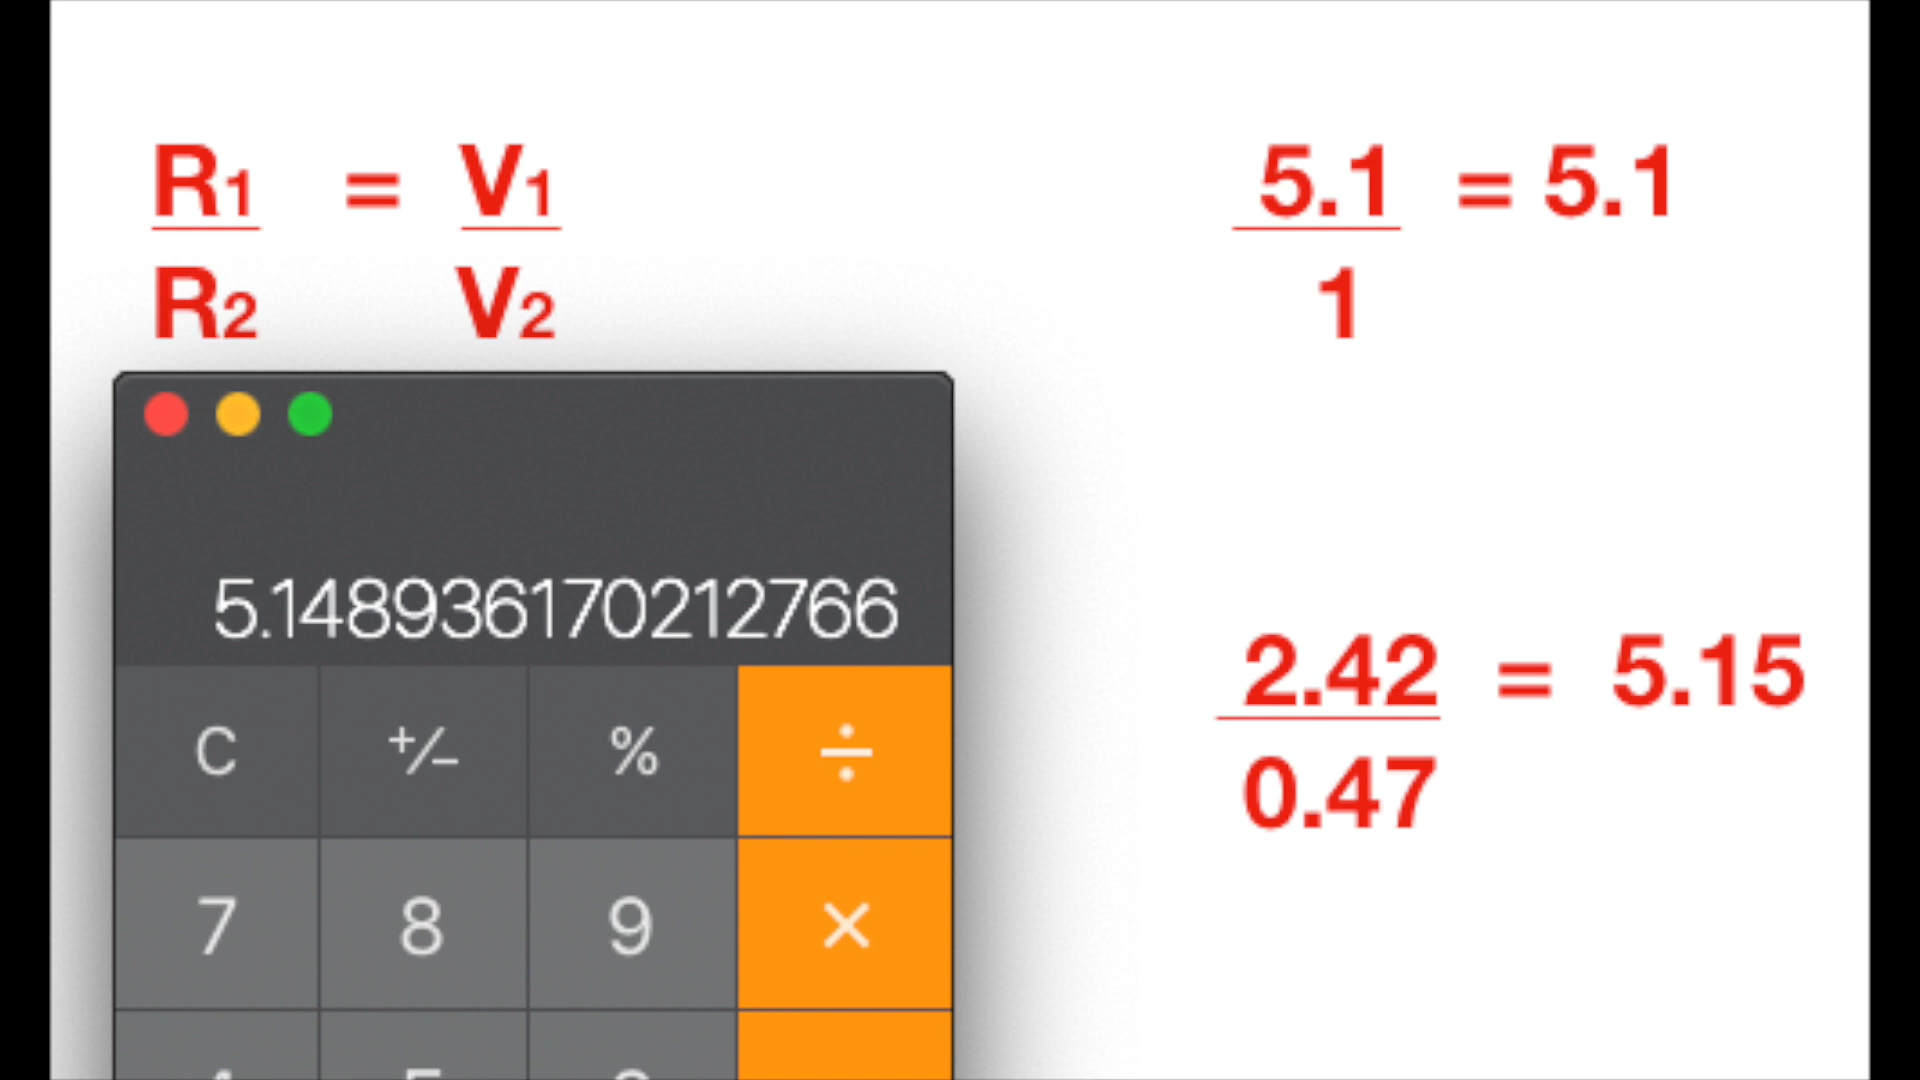 R1 = V1
R2 V2
5.1 = 5.1
1
5.148936170212766
C +/− % ÷
7 8 9 ×
2.42 = 5.15
0.47